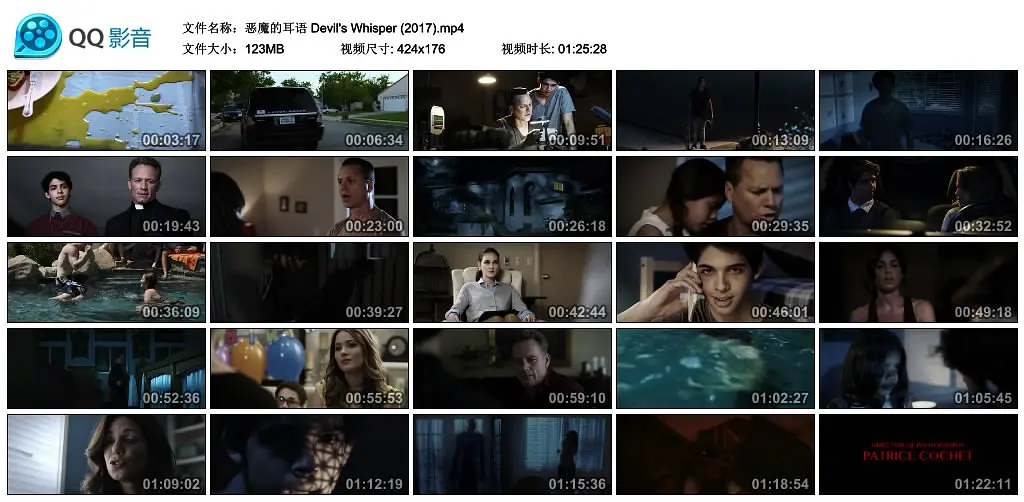 QQ 影音
文件名称: 恶魔的耳语 Devil's Whisper (2017).mp4
文件大小: 123MB 视频尺寸: 424x176 视频时长: 01:25:28
00:03:17 00:06:34 00:09:51 00:13:09 00:16:26
00:19:43 00:23:00 00:26:18 00:29:35 00:32:52
00:36:09 00:39:27 00:42:44 00:46:01 00:49:18
00:52:36 00:55:53 00:59:10 01:02:27 01:05:45
01:09:02 01:12:19 01:15:36 01:18:54 01:22:11
DIRECTOR OF PHOTOGRAPHY
PATRICE COCHET